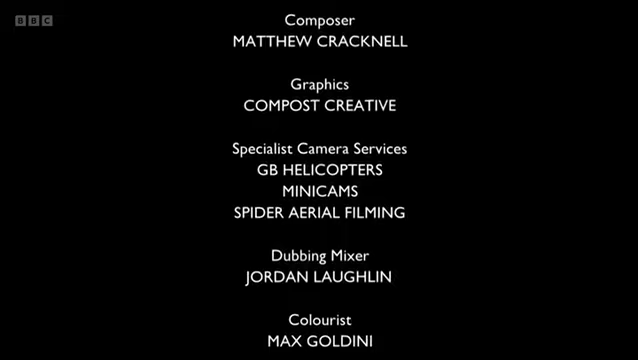 BBC
Composer
MATTHEW CRACKNELL
Graphics
COMPOST CREATIVE
Specialist Camera Services
GB HELICOPTERS
MINICAMS
SPIDER AERIAL FILMING
Dubbing Mixer
JORDAN LAUGHLIN
Colourist
MAX GOLDINI